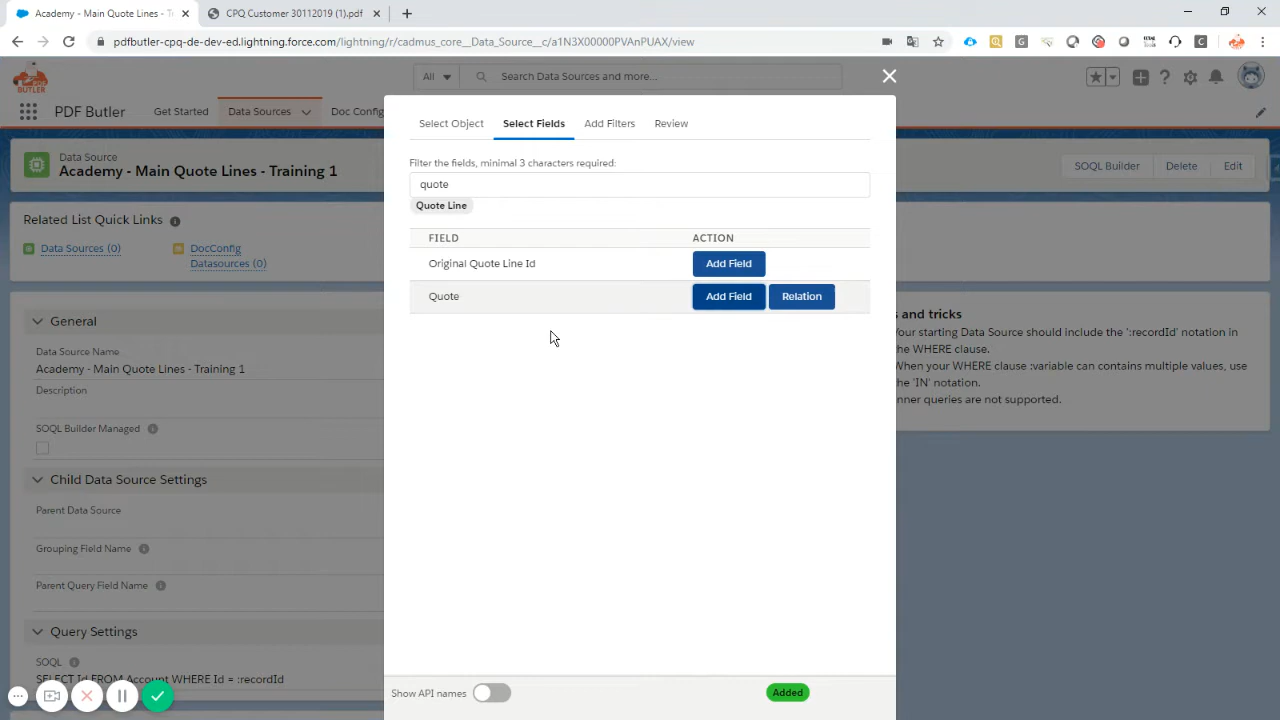 Academy - Main Quote Lines - T
CPQ Customer 30112019 (1).pdf
pdfbutler-cpq-de-dev-ed.lightning.force.com/lightning/r/cadmus_core__Data_Source__c/a1N3X00000PVAnPUAX/view
All
Search Data Sources and more...
BUTLER
PDF Butler
Get Started
Data Sources
Doc Config
Data Source
Academy - Main Quote Lines - Training 1
SOQL Builder
Delete
Edit
Related List Quick Links
Data Sources (0)
DocConfig
Datasources (0)
General
Data Source Name
Academy - Main Quote Lines - Training 1
Description
SOQL Builder Managed
Child Data Source Settings
Parent Data Source
Grouping Field Name
Parent Query Field Name
Query Settings
SOQL
SELECT Id FROM Account WHERE Id = :recordId
Select Object
Select Fields
Add Filters
Review
Filter the fields, minimal 3 characters required:
quote
Quote Line
FIELD ACTION
Original Quote Line Id Add Field
Quote Add Field Relation
Show API names
Added
s and tricks
Your starting Data Source should include the ':recordId' notation in
he WHERE clause.
When your WHERE clause :variable can contains multiple values, use
he 'IN' notation.
nner queries are not supported.